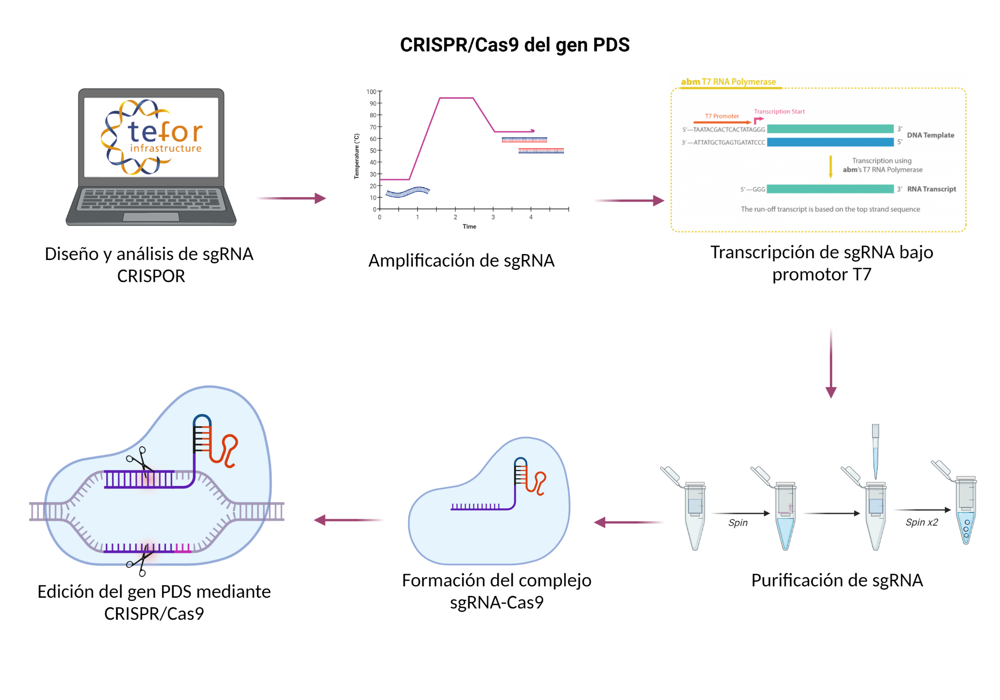 CRISPR/Cas9 del gen PDS
tefor
infrastructure
Diseño y análisis de sgRNA
CRISPOR
100
90
80
70
60
50
40
30
20
10
0
Temperature (°C)
0 1 2 3 4
Time
Amplificación de sgRNA
abm T7 RNA Polymerase
Transcription Start
T7 Promoter
5'—TAATACGACTCACTATAGGG 3'
DNA Template
3'—ATTATGCTGAGTGATATCCC 5'
Transcription using
abm's T7 RNA Polymerase
5'—GGG 3' RNA Transcript
The run-off transcript is based on the top strand sequence
Transcripción de sgRNA bajo
promotor T7
Spin
Spin x2
Purificación de sgRNA
Formación del complejo
sgRNA-Cas9
Edición del gen PDS mediante
CRISPR/Cas9